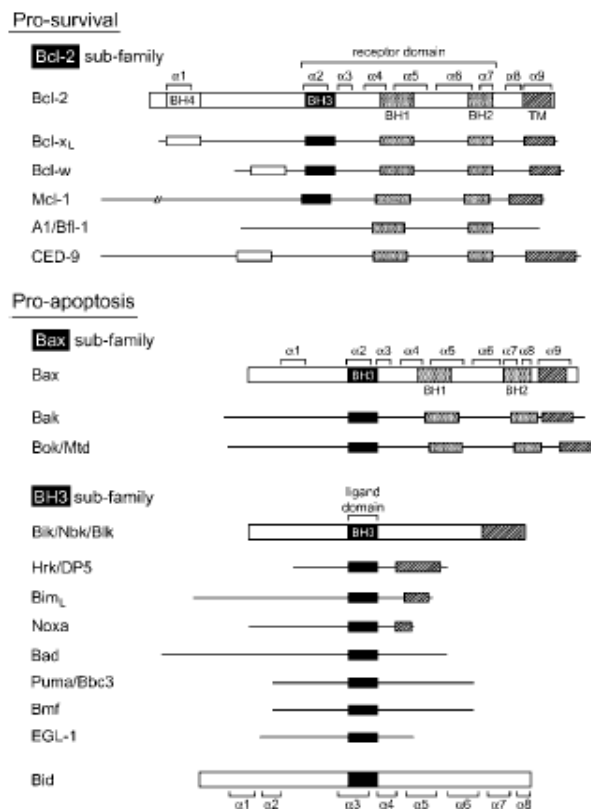 Pro-survival
Bcl-2 sub-family
receptor domain
α1 α2 α3 α4 α5 α6 α7 α8 α9
Bcl-2 BH4 BH3
BH1 BH2 TM
Bcl-xL
Bcl-w
Mcl-1 //
A1/Bfl-1
CED-9
Pro-apoptosis
Bax sub-family
α1 α2 α3 α4 α5 α6 α7 α8 α9
Bax BH3
BH1 BH2
Bak
Bok/Mtd
BH3 sub-family
ligand
domain
Bik/Nbk/Blk BH3
Hrk/DP5
BimL
Noxa
Bad
Puma/Bbc3
Bmf
EGL-1
Bid
α1 α2 α3 α4 α5 α6 α7 α8